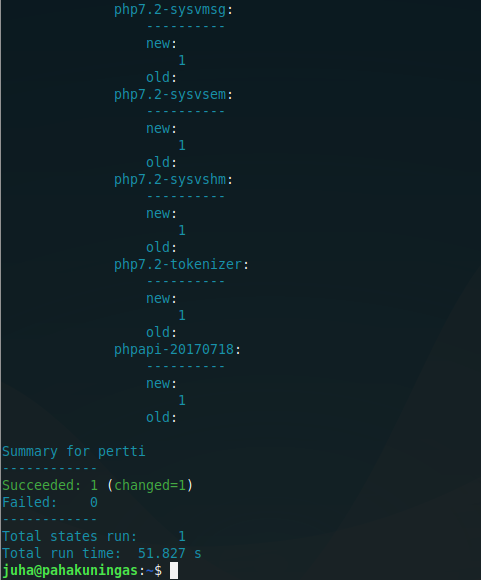 php7.2-sysvmsg:
----------
new:
1
old:
php7.2-sysvsem:
----------
new:
1
old:
php7.2-sysvshm:
----------
new:
1
old:
php7.2-tokenizer:
----------
new:
1
old:
phpapi-20170718:
----------
new:
1
old:
Summary for pertti
------------
Succeeded: 1 (changed=1)
Failed:    0
------------
Total states run:     1
Total run time:  51.827 s
juha@pahakuningas:~$